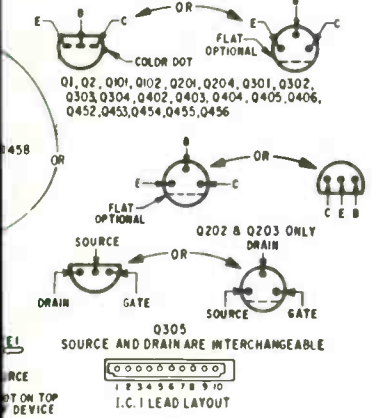 OR
B
E
C
COLOR DOT
E
C
FLAT
OPTIONAL
Q1, Q2, Q101, Q102, Q201, Q204, Q301, Q302,
Q303, Q304, Q402, Q403, Q404, Q405, Q406,
Q452, Q453, Q454, Q455, Q456
458
OR
B
E
C
FLAT
OPTIONAL
OR
C E B
Q202 & Q203 ONLY
SOURCE
DRAIN
GATE
OR
DRAIN
SOURCE
GATE
Q305
SOURCE AND DRAIN ARE INTERCHANGEABLE
1 2 3 4 5 6 7 8 9 10
I.C. 1 LEAD LAYOUT
E1
RCE
OT ON TOP
DEVICE